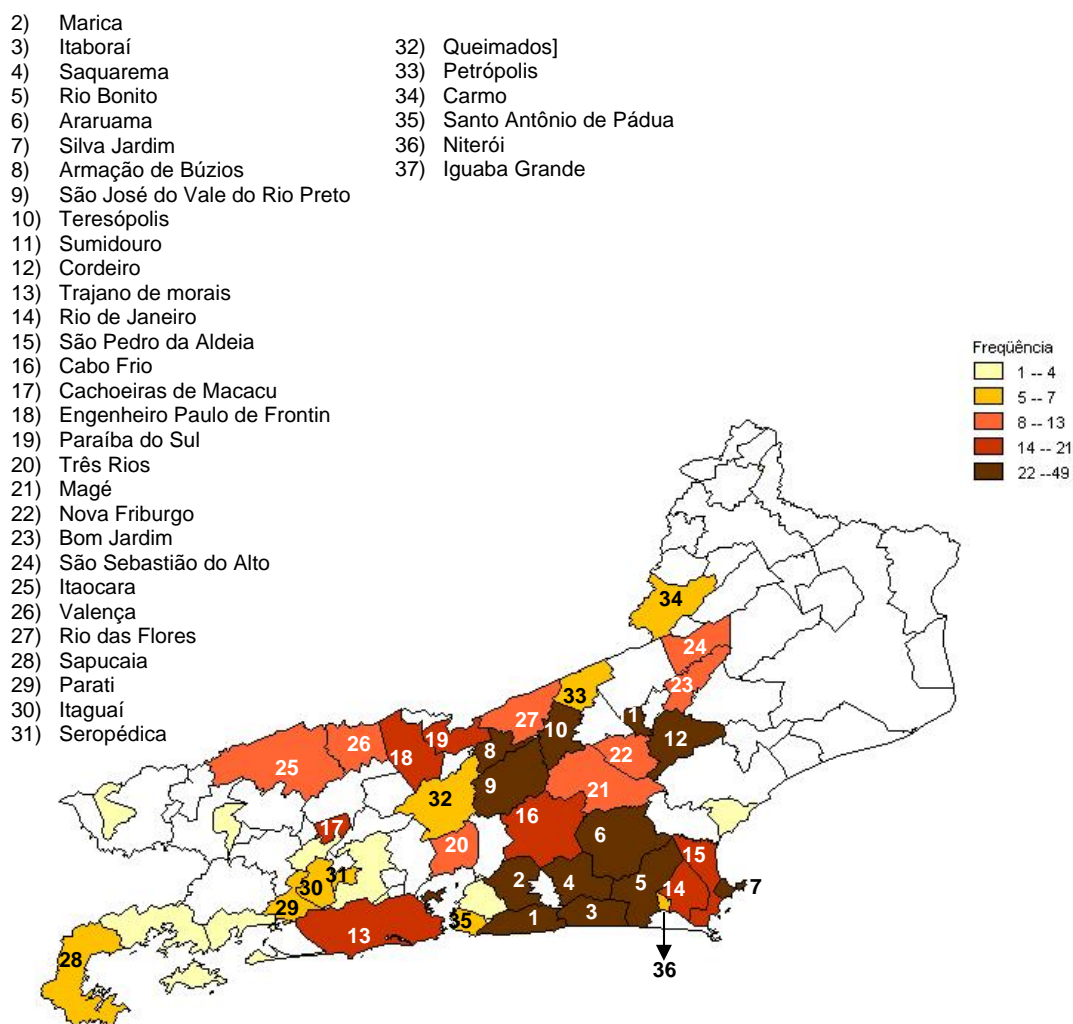 2) Marica
3) Itaboraí
4) Saquarema
5) Rio Bonito
6) Araruama
7) Silva Jardim
8) Armação de Búzios
9) São José do Vale do Rio Preto
10) Teresópolis
11) Sumidouro
12) Cordeiro
13) Trajano de morais
14) Rio de Janeiro
15) São Pedro da Aldeia
16) Cabo Frio
17) Cachoeiras de Macacu
18) Engenheiro Paulo de Frontin
19) Paraíba do Sul
20) Três Rios
21) Magé
22) Nova Friburgo
23) Bom Jardim
24) São Sebastião do Alto
25) Itaocara
26) Valença
27) Rio das Flores
28) Sapucaia
29) Parati
30) Itaguaí
31) Seropédica
32) Queimados]
33) Petrópolis
34) Carmo
35) Santo Antônio de Pádua
36) Niterói
37) Iguaba Grande
Freqüência
1 -- 4
5 -- 7
8 -- 13
14 -- 21
22 --49
34
24
23
33
27
10
1
12
19
26
18
8
22
25
9
21
32
16
6
17
20
15
31
30
2
4
5
14
7
29
35
1
3
13
28
36